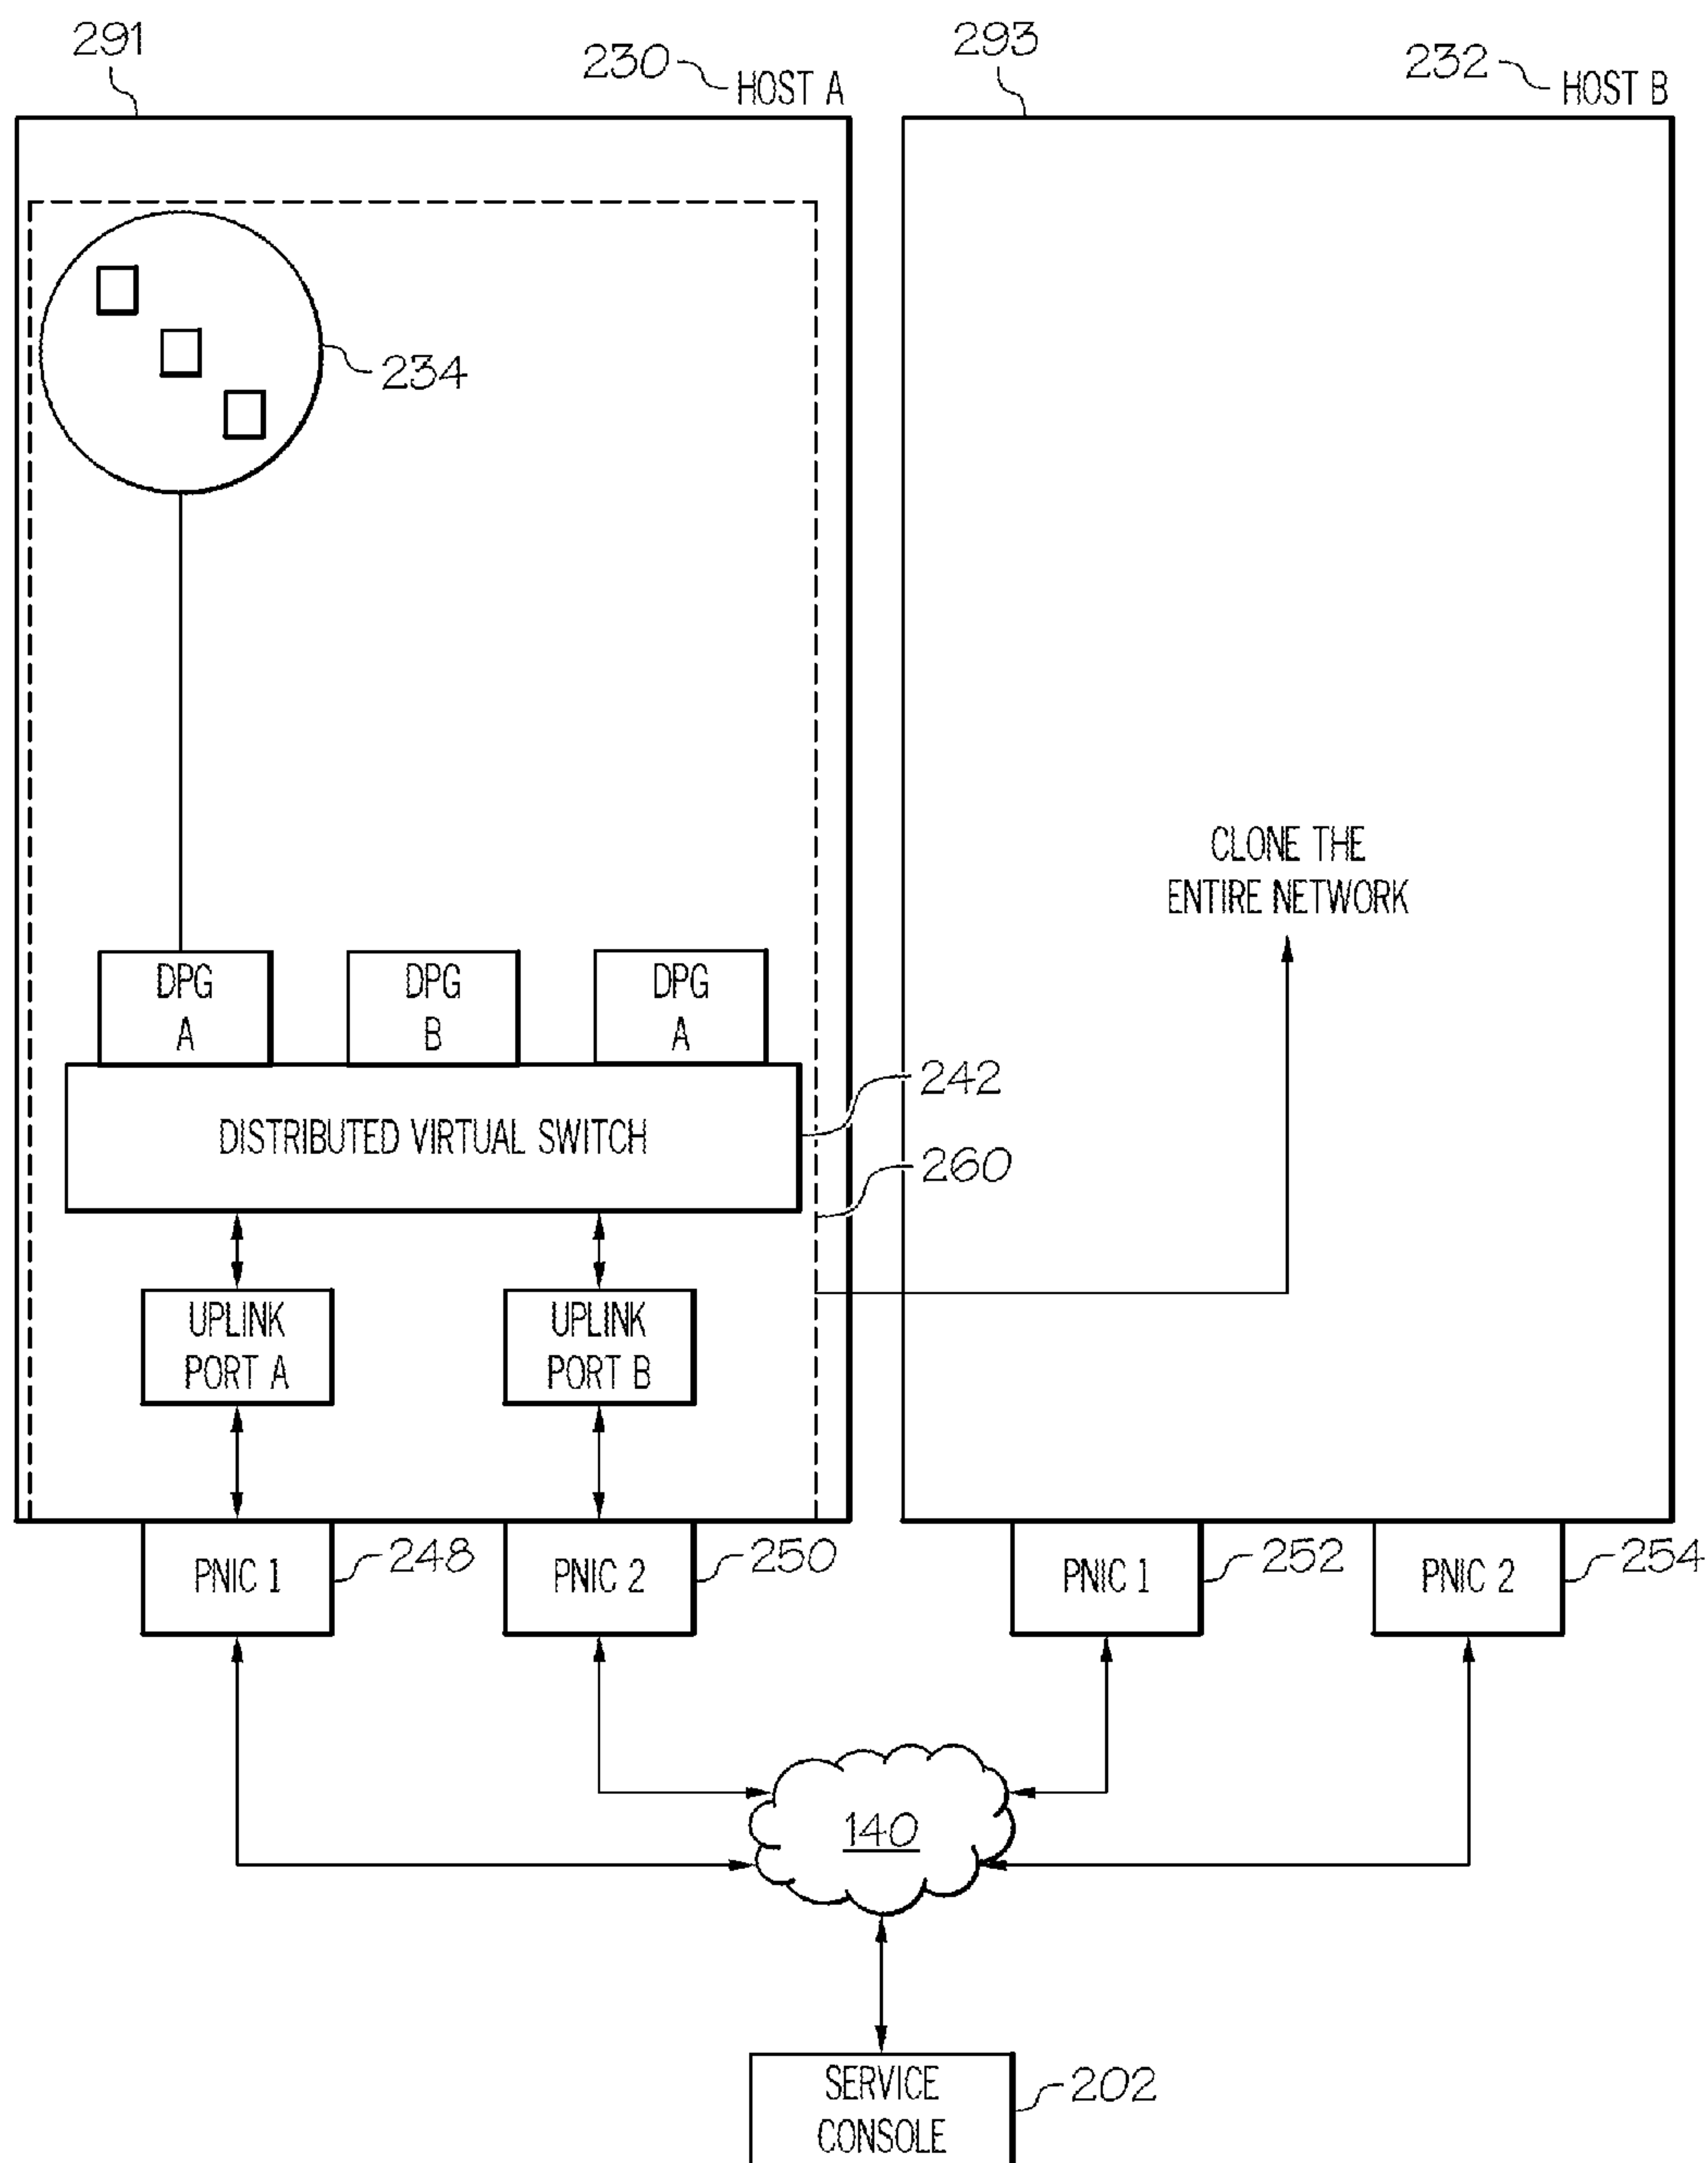 291
230 HOST A
293
232 HOST B
234
CLONE THE
ENTIRE NETWORK
DPG
A
DPG
B
DPG
A
242
DISTRIBUTED VIRTUAL SWITCH
260
UPLINK
PORT A
UPLINK
PORT B
PNIC 1
248
PNIC 2
250
PNIC 1
252
PNIC 2
254
140
SERVICE
CONSOLE
202